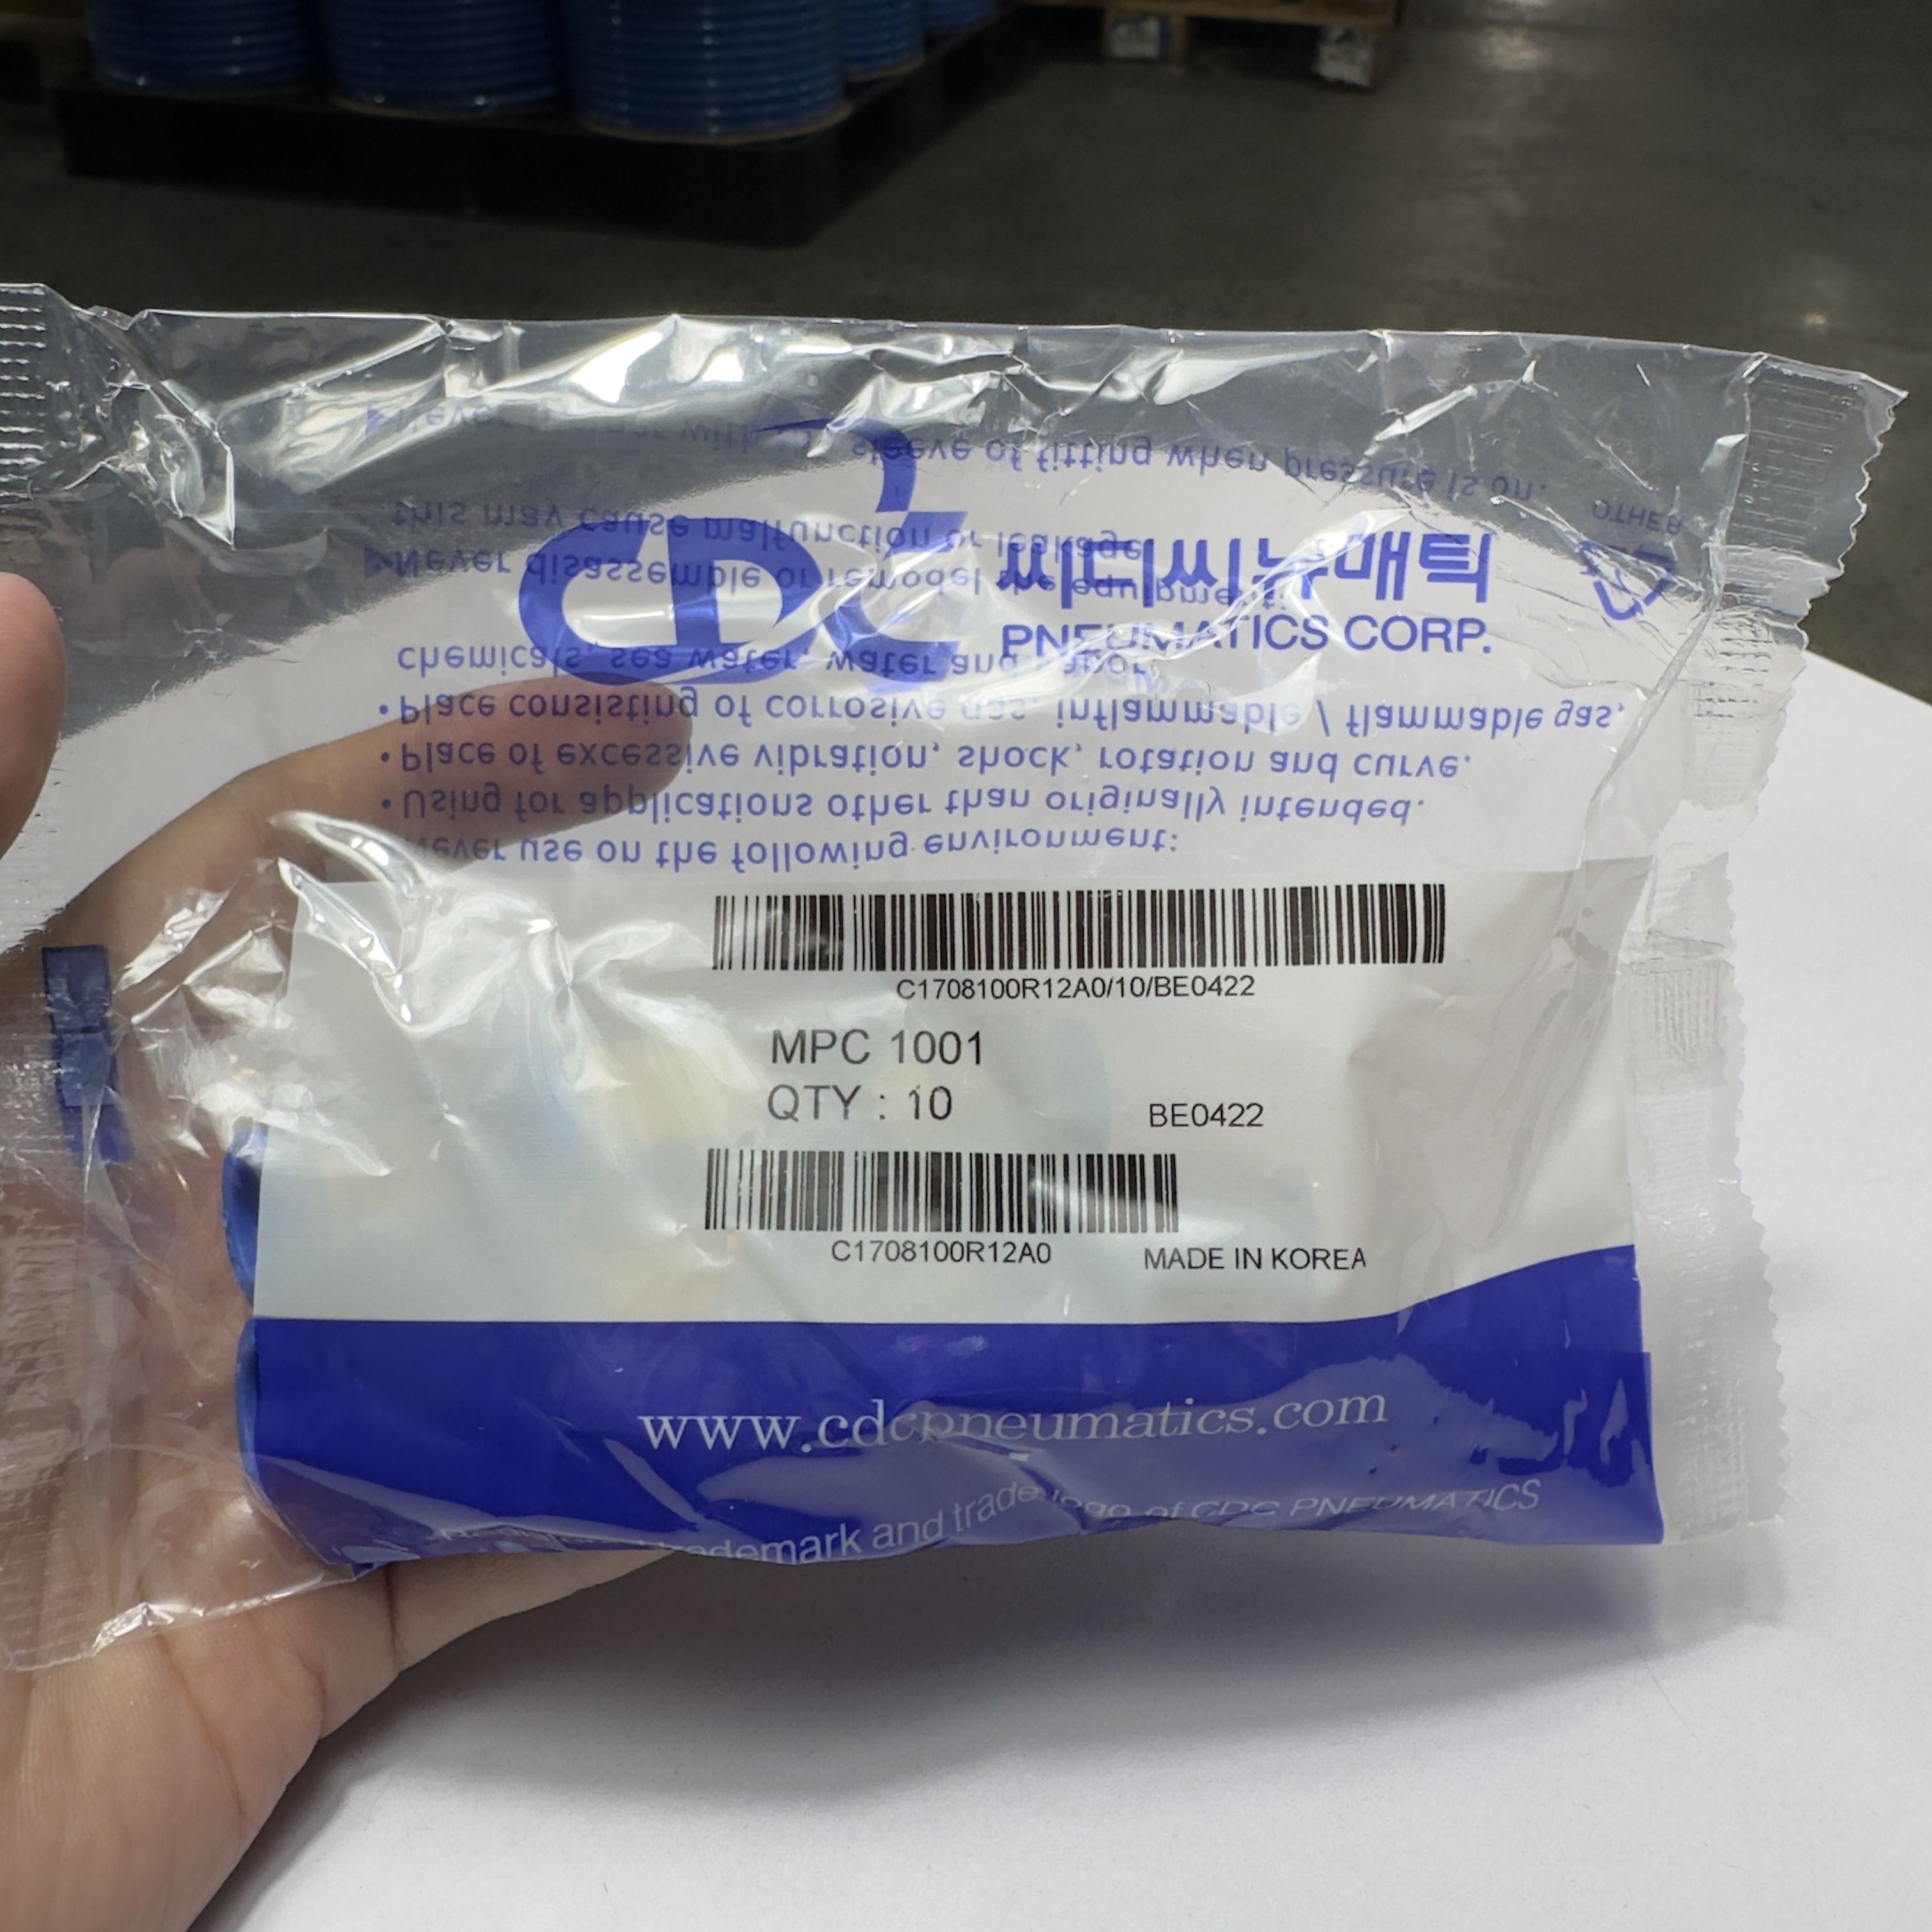 Never disassemble or remodel the equipment.
this may cause malfunction or leakage
sleeve of fitting when pressure is on.
OTHER
CDC 씨디씨뉴매틱
PNEUMATICS CORP.
chemicals, sea water, water and vapor
• Place consisting of corrosive gas, inflammable / flammable gas,
• Place of excessive vibration, shock, rotation and curve.
• Using for applications other than originally intended.
Never use on the following environment:
C1708100R12A0/10/BE0422
MPC 1001
QTY : 10
BE0422
C1708100R12A0
MADE IN KOREA
www.cdcpneumatics.com
trademark and trade logo of CDC PNEUMATICS